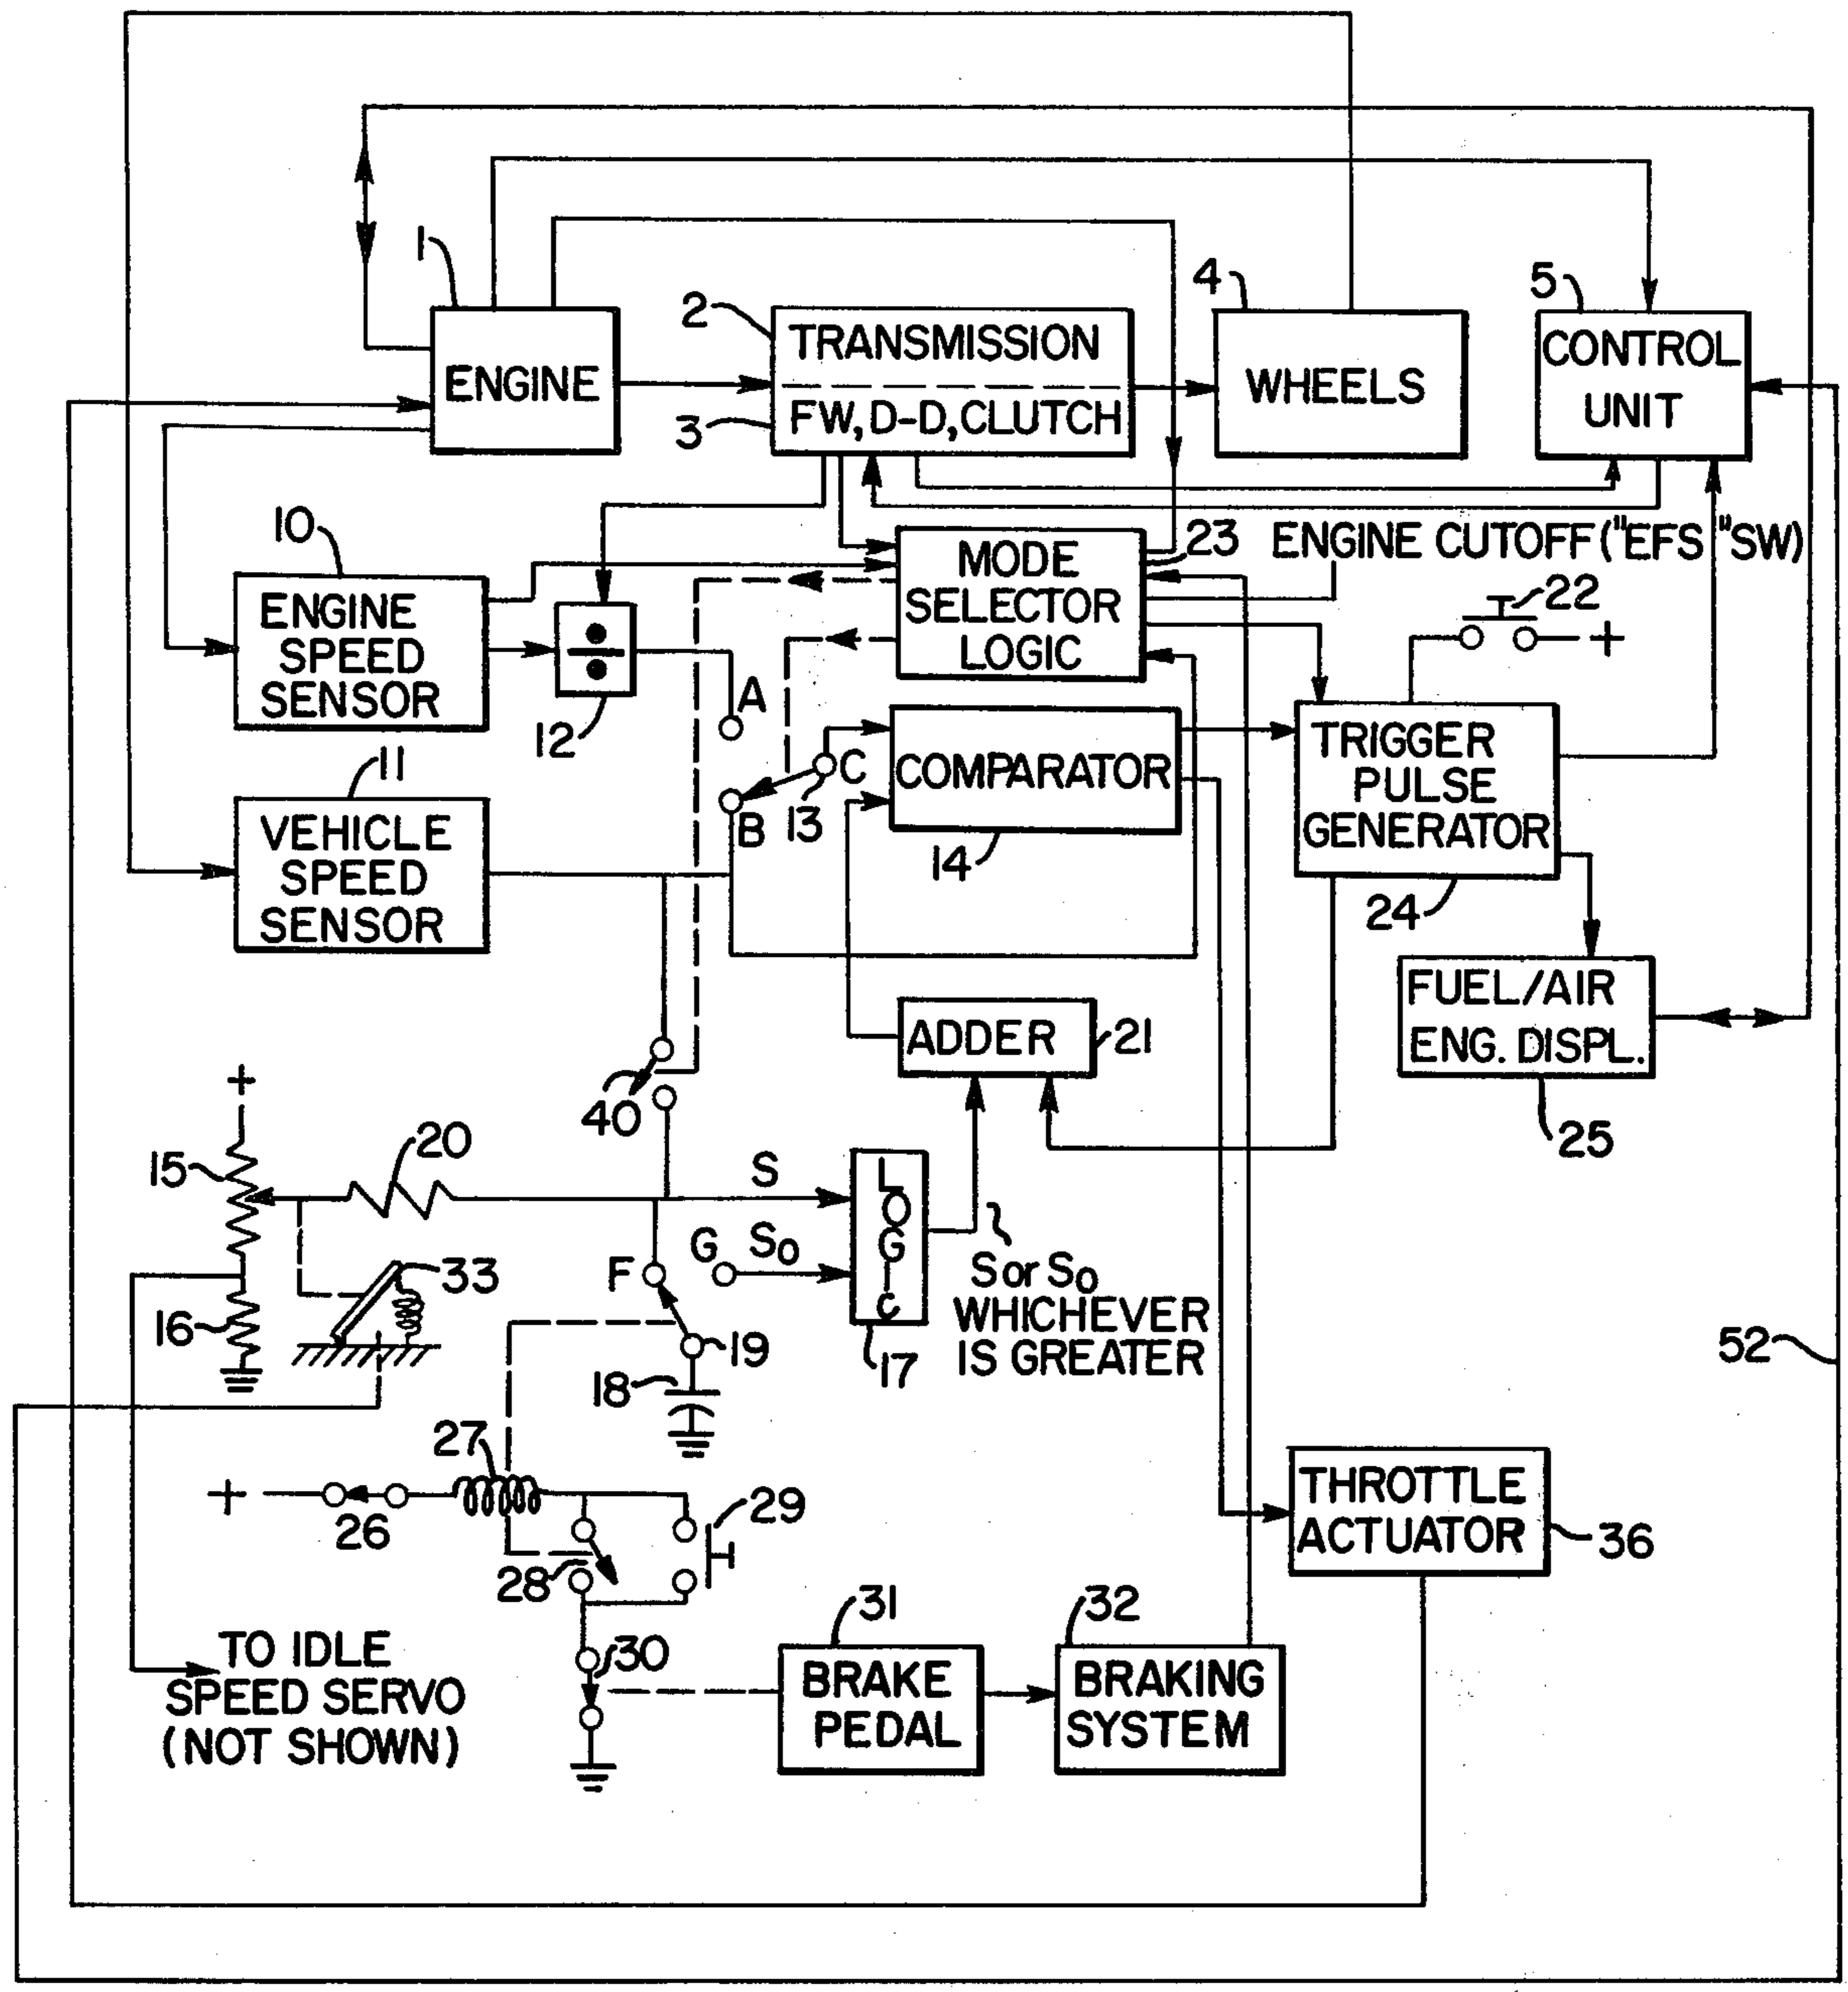 1
2
4
5
ENGINE
TRANSMISSION
FW, D-D, CLUTCH
3
WHEELS
CONTROL
UNIT
10
ENGINE
SPEED
SENSOR
12
MODE
SELECTOR
LOGIC
23
ENGINE CUTOFF ("EFS "SW)
22
+
A
C
B
13
COMPARATOR
14
TRIGGER
PULSE
GENERATOR
24
11
VEHICLE
SPEED
SENSOR
ADDER
21
FUEL/AIR
ENG. DISPL.
25
40
+
15
20
S
G
S0
F
LOGIC
17
S or S0
WHICHEVER
IS GREATER
33
16
19
18
52
27
+
26
28
29
THROTTLE
ACTUATOR
36
30
31
32
BRAKE
PEDAL
BRAKING
SYSTEM
TO IDLE
SPEED SERVO
(NOT SHOWN)